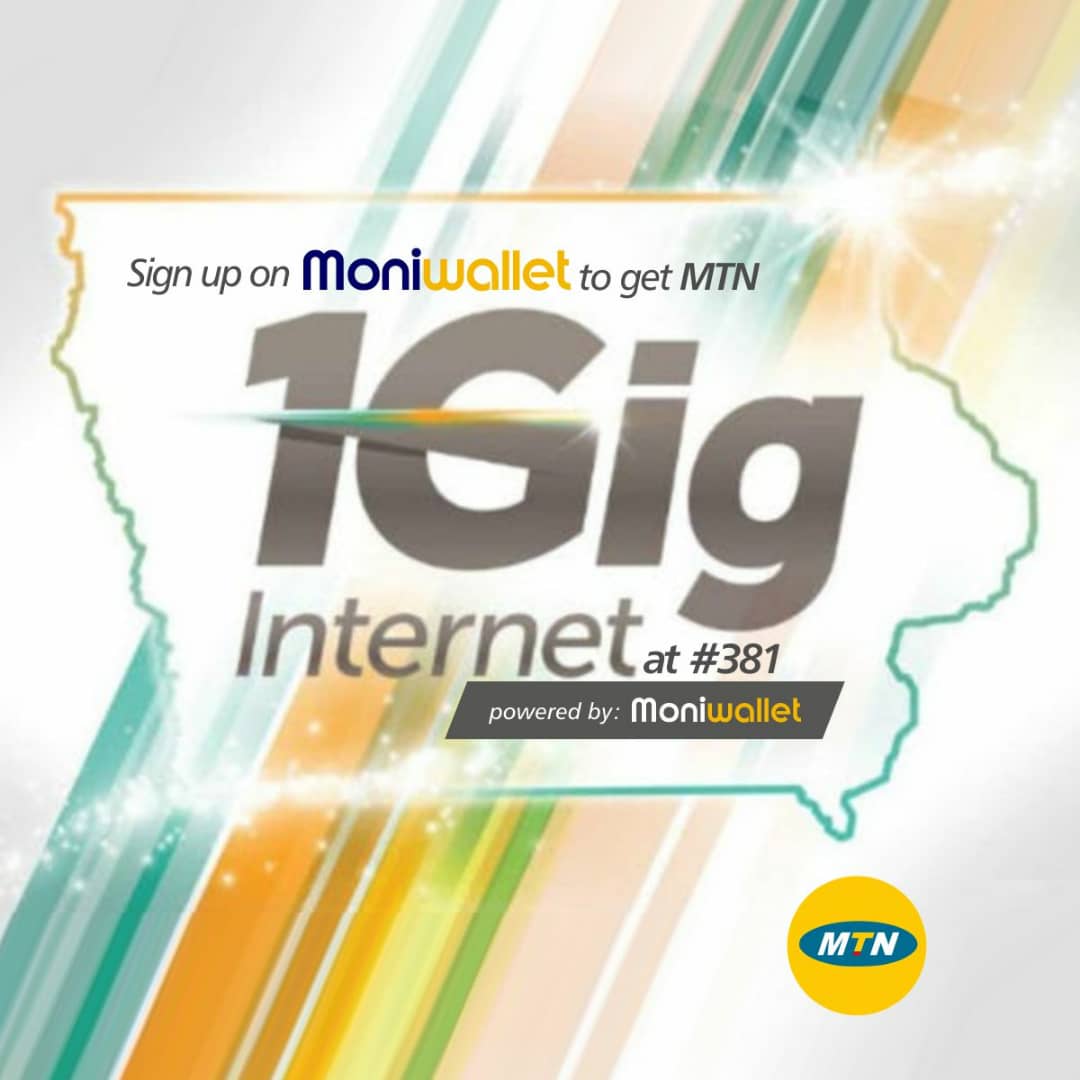 Sign up on Moniwallet to get MTN
1Gig
Internet at #381
powered by: Moniwallet
MTN